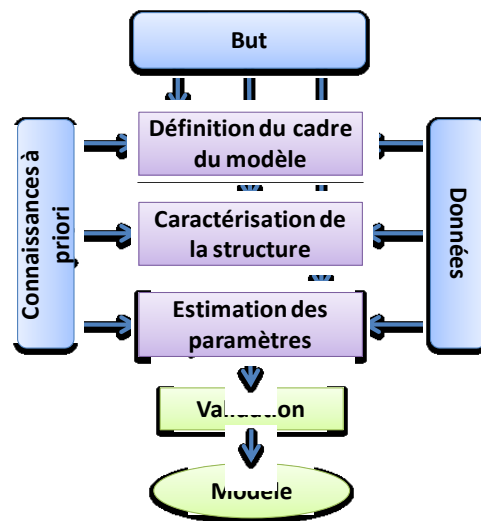 But
Définition du cadre
du modèle
Connaissances à
priori
Données
Caractérisation de
la structure
Estimation des
paramètres
Validation
Modèle